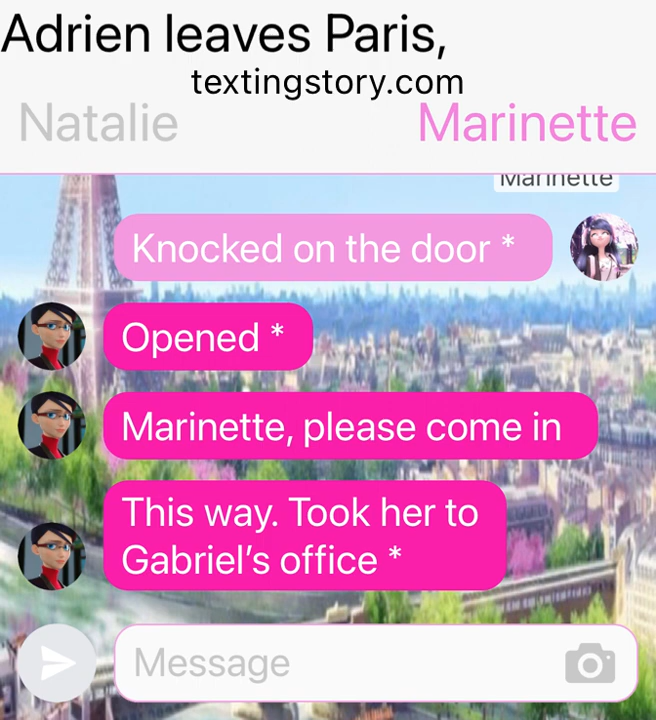 Adrien leaves Paris,
textingstory.com
Natalie
Marinette
Marinette
Knocked on the door *
Opened *
Marinette, please come in
This way. Took her to
Gabriel's office *
Message